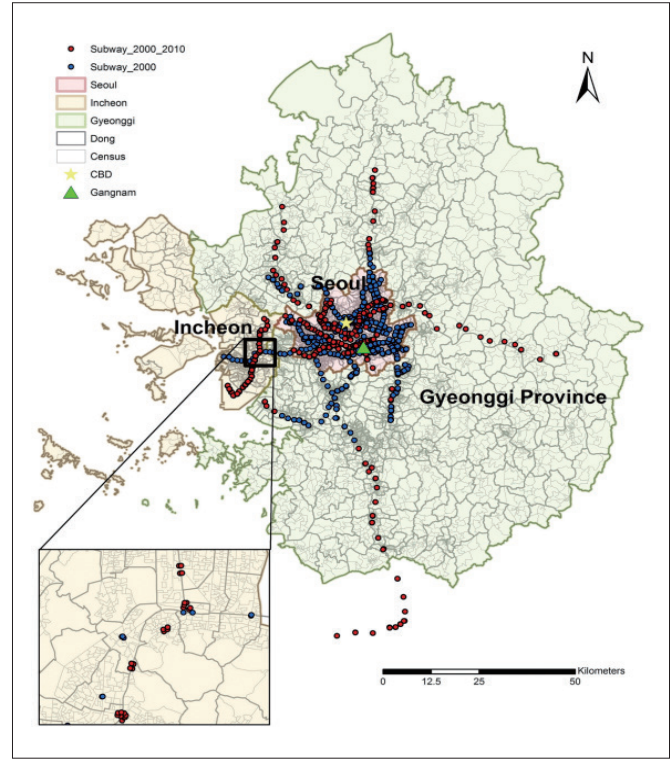 Subway_2000_2010
Subway_2000
Seoul
Incheon
Gyeonggi
Dong
Census
CBD
Gangnam
N
Seoul
Incheon
Gyeonggi Province
Kilometers
0 12.5 25 50